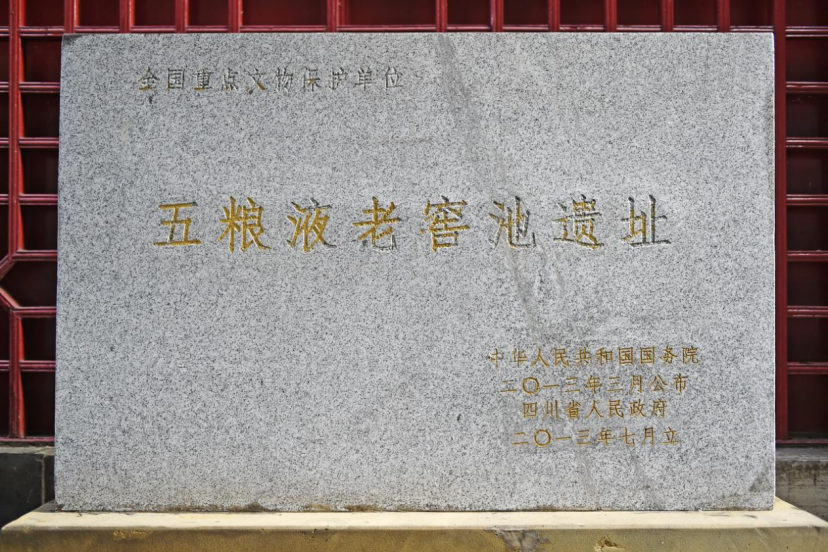 全国重点文物保护单位
五粮液老窖池遗址
中华人民共和国国务院
二〇一三年三月公布
四川省人民政府
二〇一三年七月立